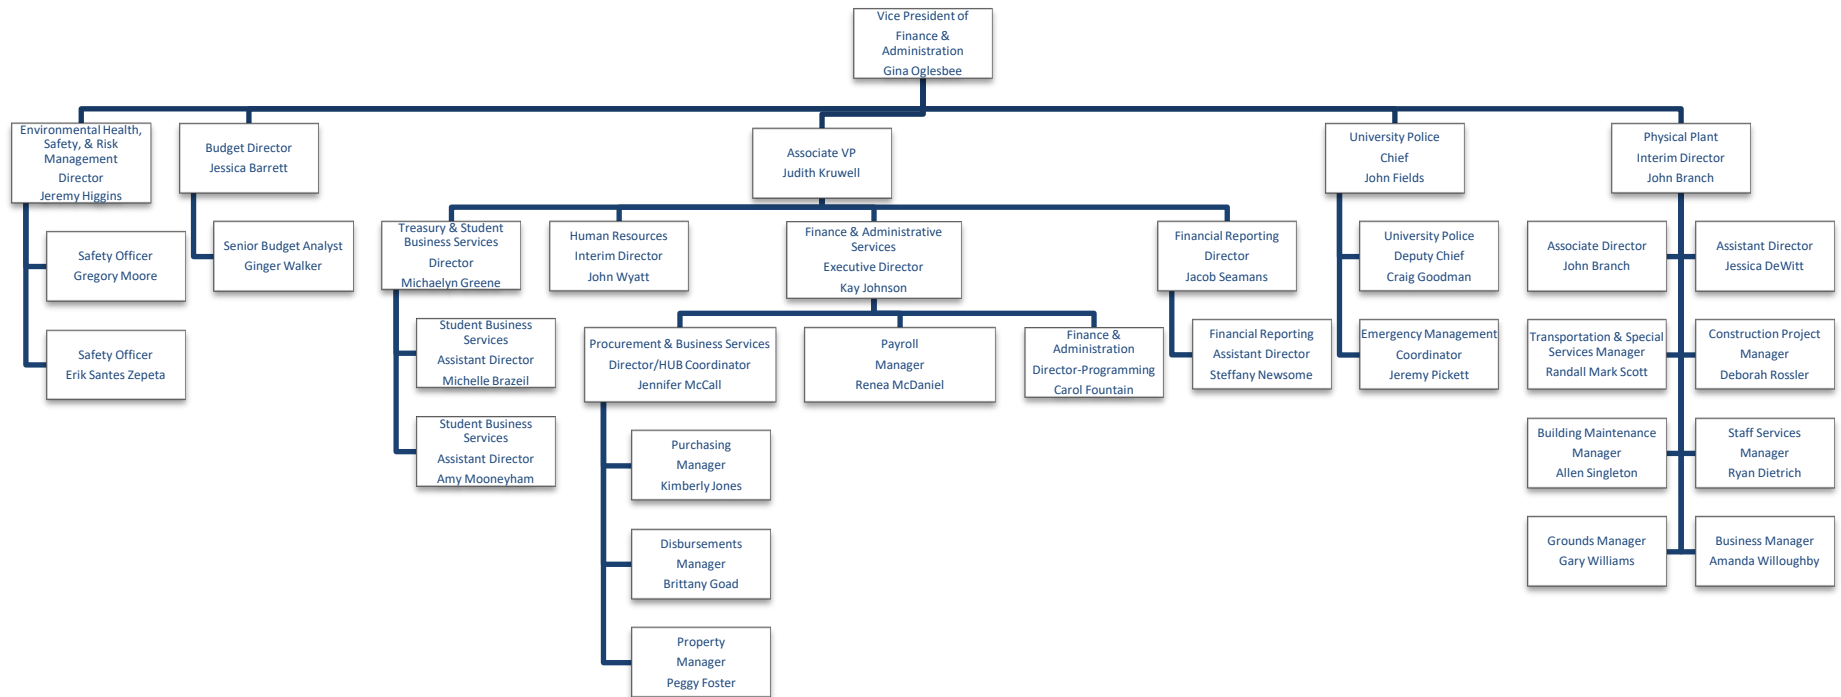 Vice President of
Finance &
Administration
Gina Oglesbee
Environmental Health,
Safety, & Risk
Management
Director
Jeremy Higgins
Budget Director
Jessica Barrett
Associate VP
Judith Kruwell
University Police
Chief
John Fields
Physical Plant
Interim Director
John Branch
Safety Officer
Gregory Moore
Safety Officer
Erik Santes Zepeta
Senior Budget Analyst
Ginger Walker
Treasury & Student
Business Services
Director
Michaelyn Greene
Human Resources
Interim Director
John Wyatt
Finance & Administrative
Services
Executive Director
Kay Johnson
Financial Reporting
Director
Jacob Seamans
Student Business
Services
Assistant Director
Michelle Brazeil
Student Business
Services
Assistant Director
Amy Mooneyham
Procurement & Business Services
Director/HUB Coordinator
Jennifer McCall
Payroll
Manager
Renea McDaniel
Finance &
Administration
Director-Programming
Carol Fountain
Financial Reporting
Assistant Director
Steffany Newsome
Purchasing
Manager
Kimberly Jones
Disbursements
Manager
Brittany Goad
Property
Manager
Peggy Foster
University Police
Deputy Chief
Craig Goodman
Emergency Management
Coordinator
Jeremy Pickett
Associate Director
John Branch
Assistant Director
Jessica DeWitt
Transportation & Special
Services Manager
Randall Mark Scott
Construction Project
Manager
Deborah Rossler
Building Maintenance
Manager
Allen Singleton
Staff Services
Manager
Ryan Dietrich
Grounds Manager
Gary Williams
Business Manager
Amanda Willoughby